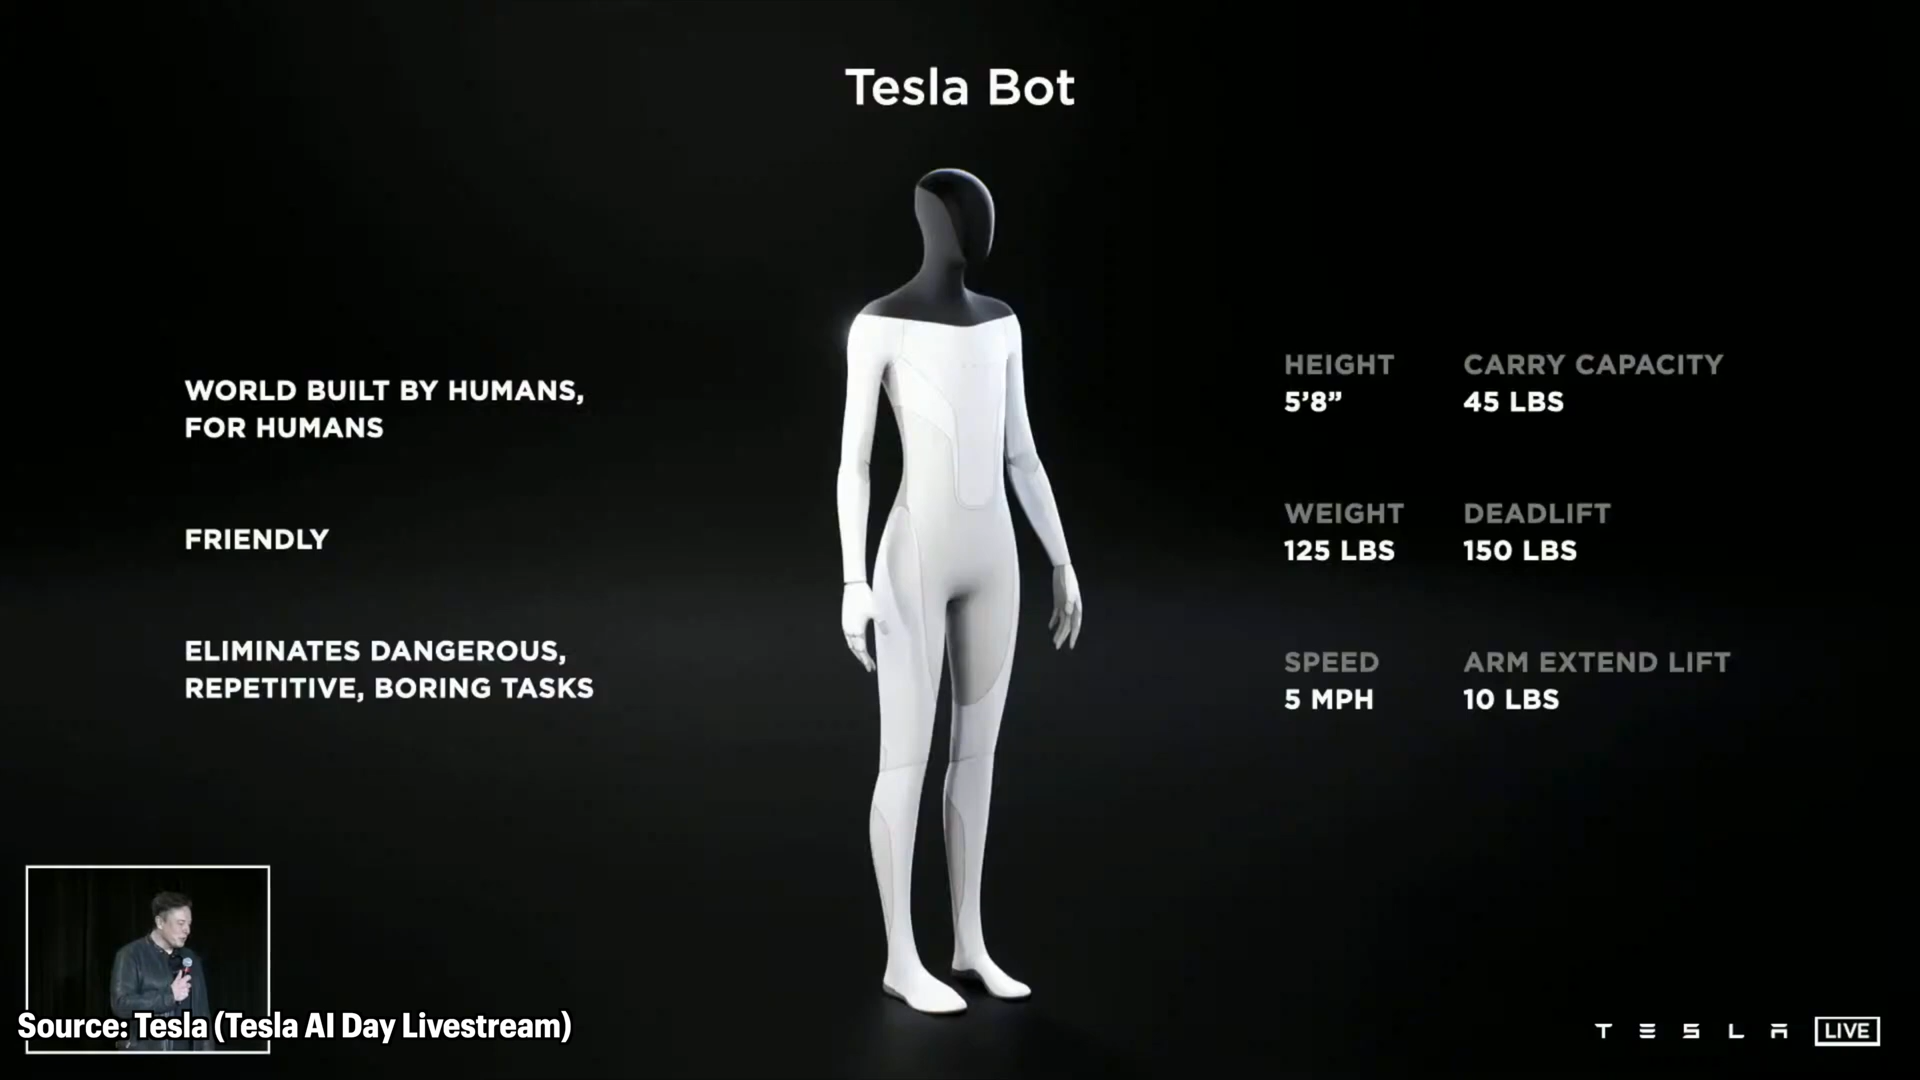 Tesla Bot
WORLD BUILT BY HUMANS,
FOR HUMANS
FRIENDLY
ELIMINATES DANGEROUS,
REPETITIVE, BORING TASKS
HEIGHT
5’8”
CARRY CAPACITY
45 LBS
WEIGHT
125 LBS
DEADLIFT
150 LBS
SPEED
5 MPH
ARM EXTEND LIFT
10 LBS
Source: Tesla (Tesla AI Day Livestream)
TESLA LIVE